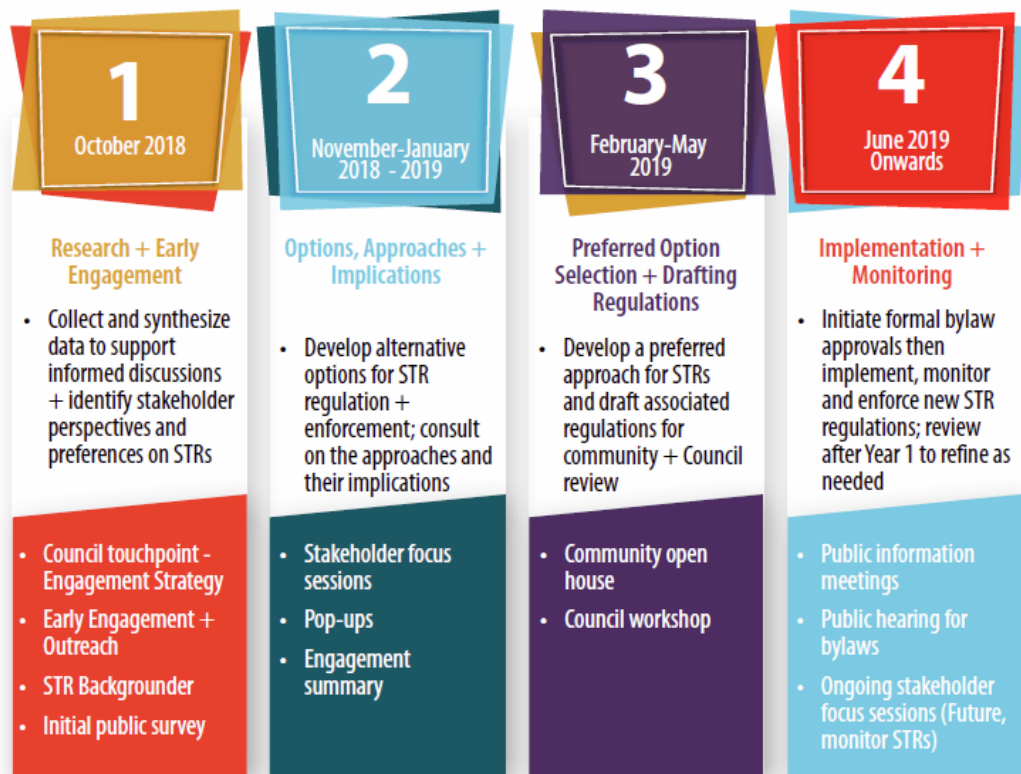 1
October 2018
Research + Early
Engagement
• Collect and synthesize
data to support
informed discussions
+ identify stakeholder
perspectives and
preferences on STRs
• Council touchpoint -
Engagement Strategy
• Early Engagement +
Outreach
• STR Backgrounder
• Initial public survey
2
November-January
2018 - 2019
Options, Approaches +
Implications
• Develop alternative
options for STR
regulation +
enforcement; consult
on the approaches and
their implications
• Stakeholder focus
sessions
• Pop-ups
• Engagement
summary
3
February-May
2019
Preferred Option
Selection + Drafting
Regulations
• Develop a preferred
approach for STRs
and draft associated
regulations for
community + Council
review
• Community open
house
• Council workshop
4
June 2019
Onwards
Implementation +
Monitoring
• Initiate formal bylaw
approvals then
implement, monitor
and enforce new STR
regulations; review
after Year 1 to refine as
needed
• Public information
meetings
• Public hearing for
bylaws
• Ongoing stakeholder
focus sessions (Future,
monitor STRs)